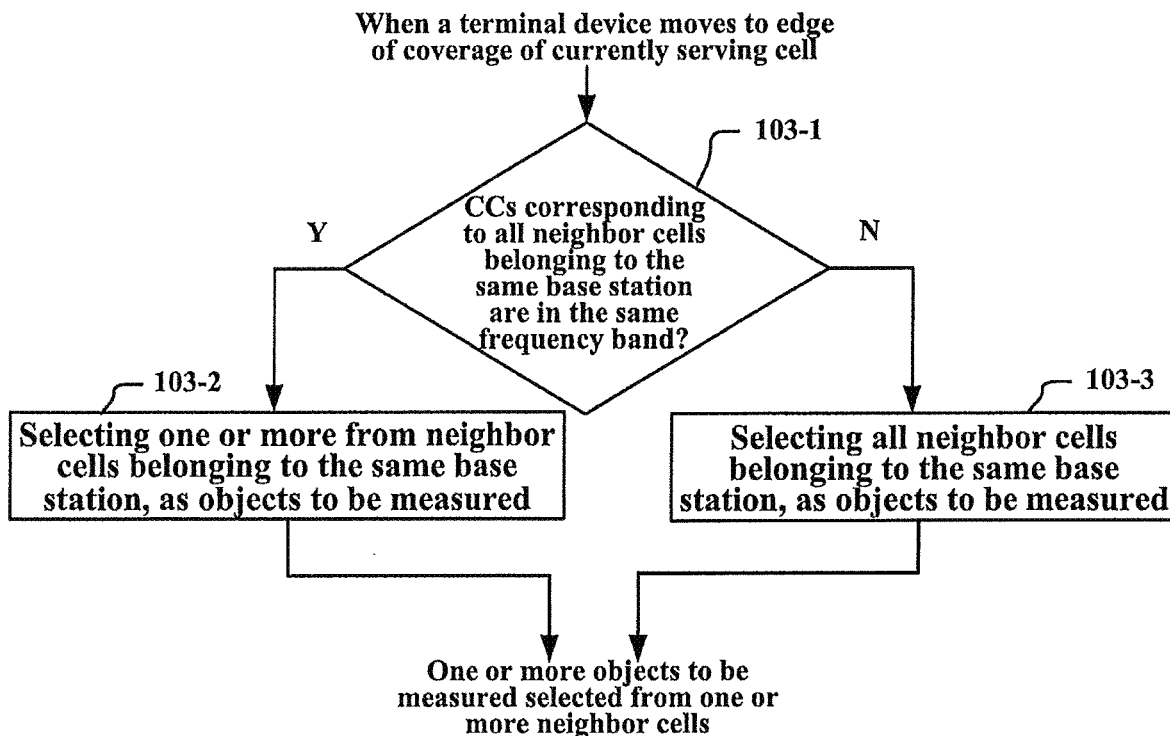 When a terminal device moves to edge
of coverage of currently serving cell
103-1
CCs corresponding
to all neighbor cells
belonging to the
same base station
are in the same
frequency band?
Y
N
103-2
103-3
Selecting one or more from neighbor
cells belonging to the same base
station, as objects to be measured
Selecting all neighbor cells
belonging to the same base
station, as objects to be measured
One or more objects to be
measured selected from one or
more neighbor cells